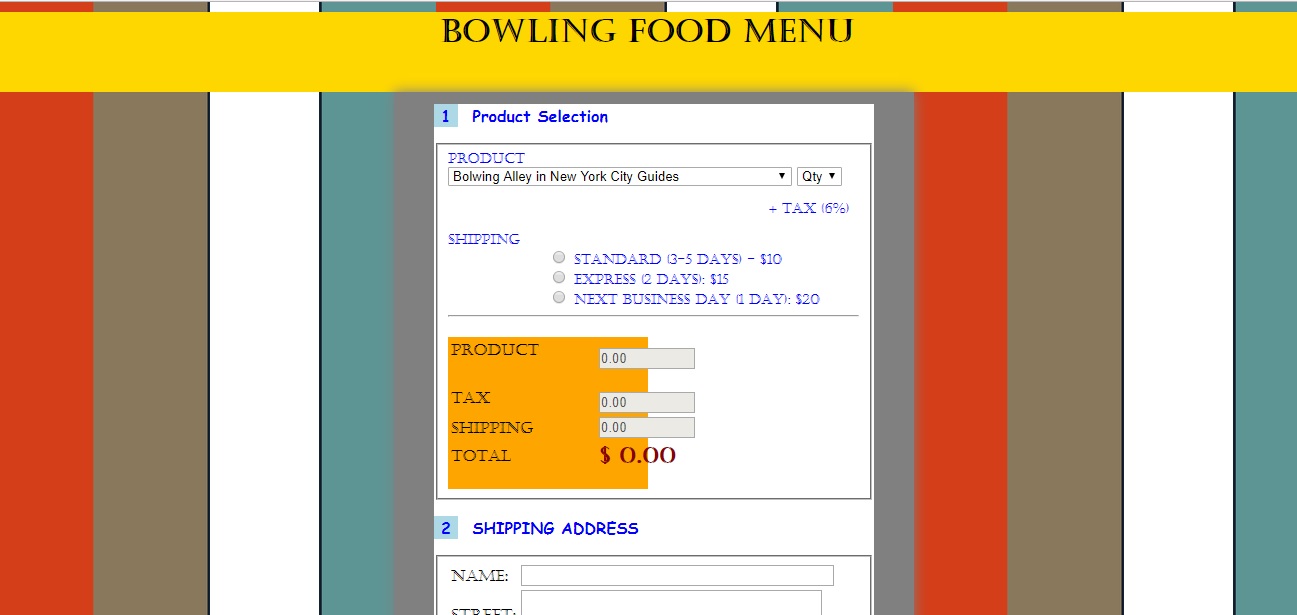 BOWLING FOOD MENU
1 Product Selection
PRODUCT
Bolwing Alley in New York City Guides Qty
+ TAX (6%)
SHIPPING
STANDARD (3-5 DAYS) - $10
EXPRESS (2 DAYS): $15
NEXT BUSINESS DAY (1 DAY): $20
PRODUCT 0.00
TAX 0.00
SHIPPING 0.00
TOTAL $ 0.00
2 SHIPPING ADDRESS
NAME:
STREET: